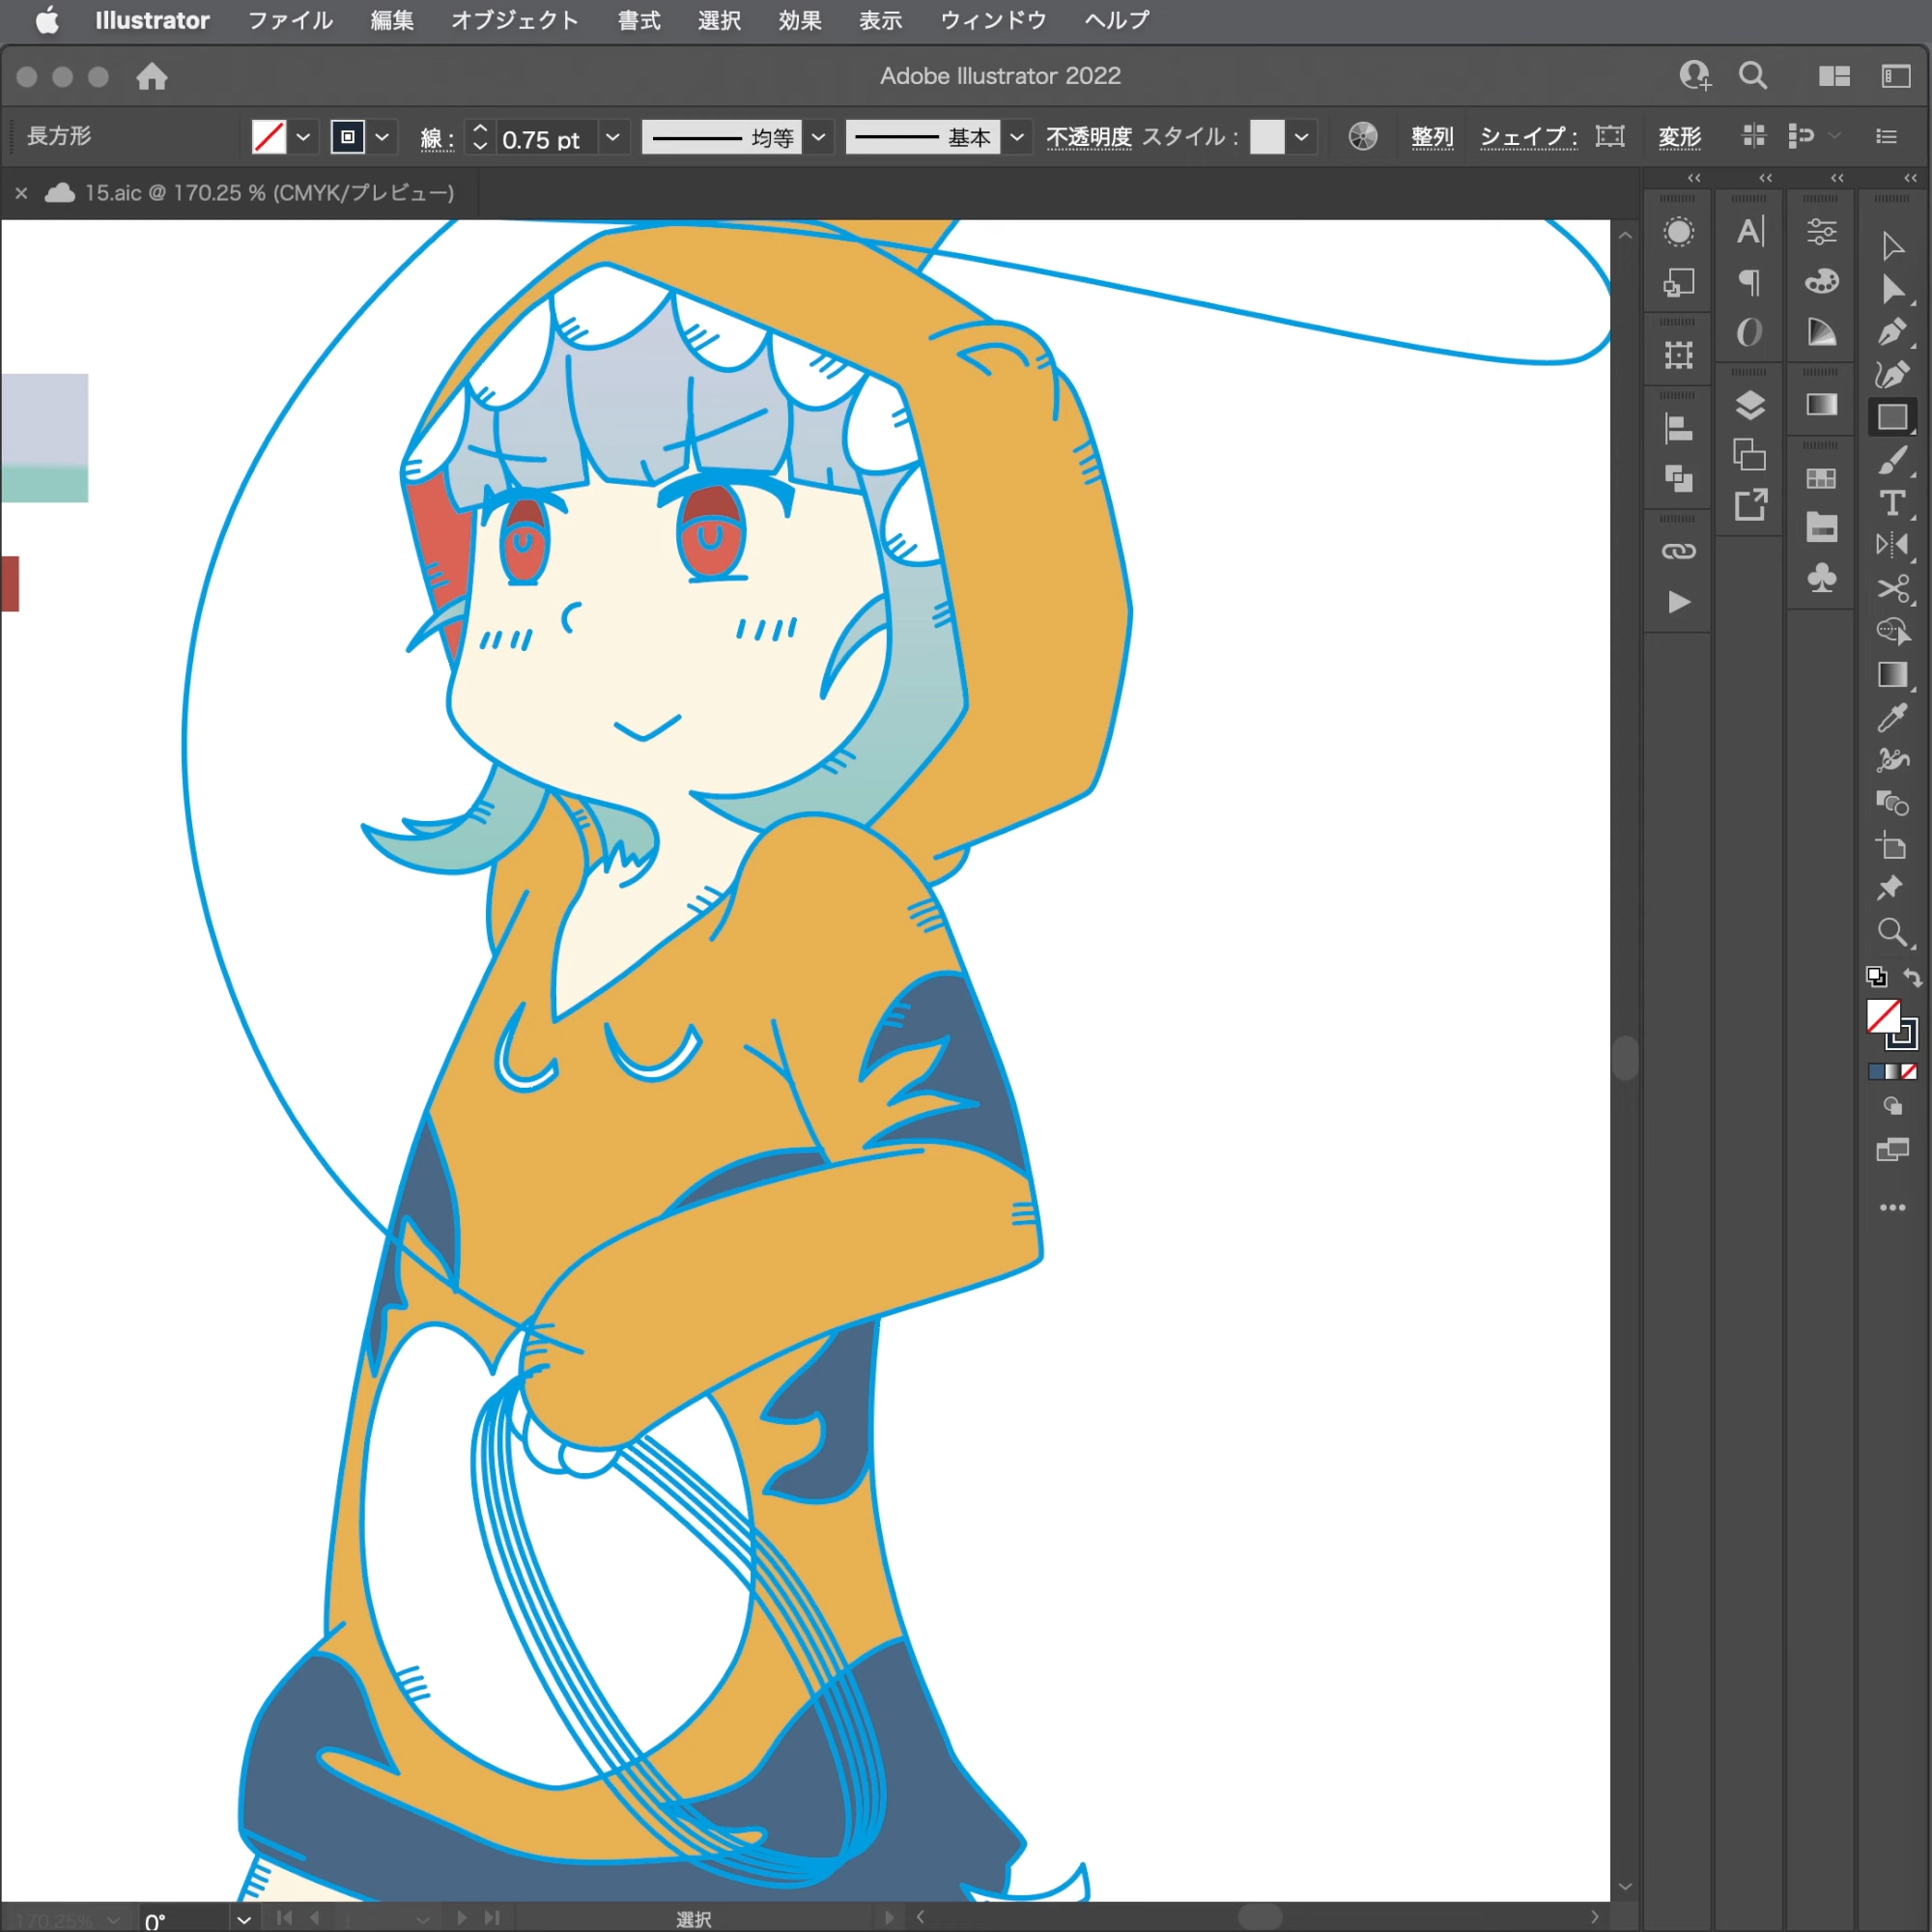 Illustrator ファイル 編集 オブジェクト 書式 選択 効果 表示 ウィンドウ ヘルプ
Adobe Illustrator 2022
長方形 線 : 0.75 pt 均等 基本 不透明度 スタイル : 整列 シェイプ : 変形
× 15.aic @ 170.25 % (CMYK/プレビュー)
170.25% 0° 選択